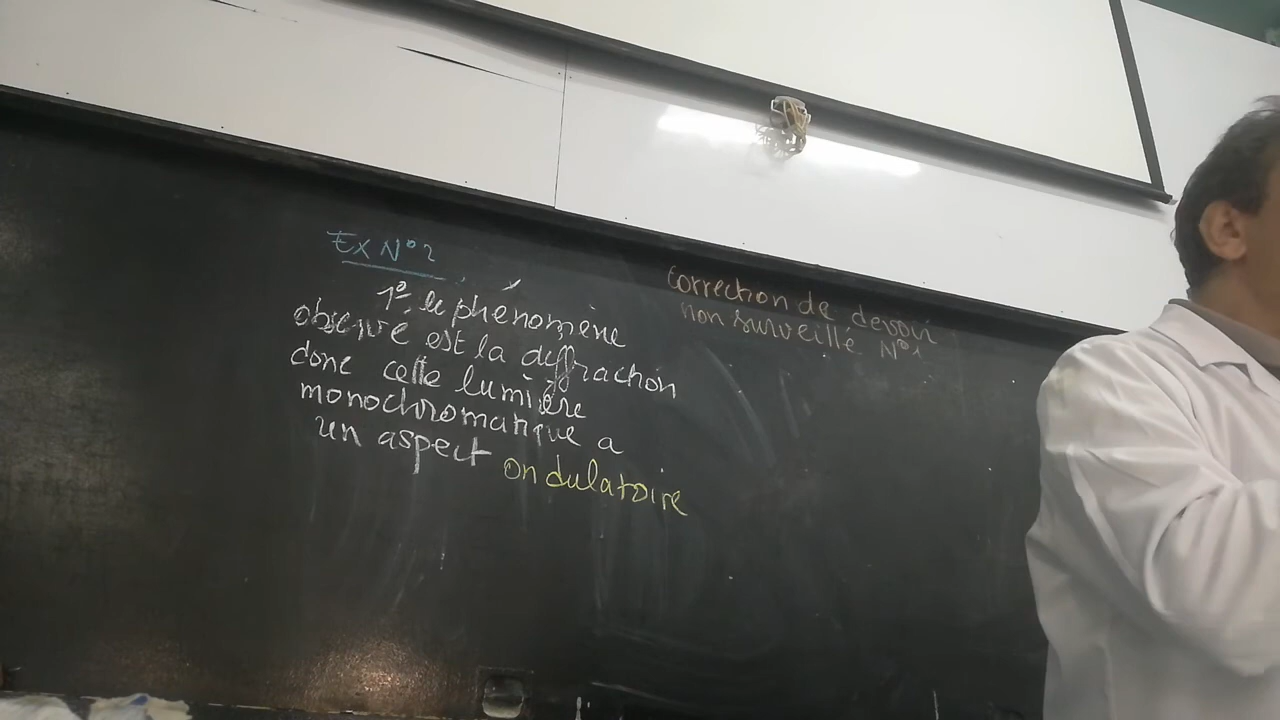 Ex N° 2
1°- le phénomène
observé est la diffraction
donc cette lumière
monochromatique a
un aspect ondulatoire
Correction de devoir
non surveillé N° 1